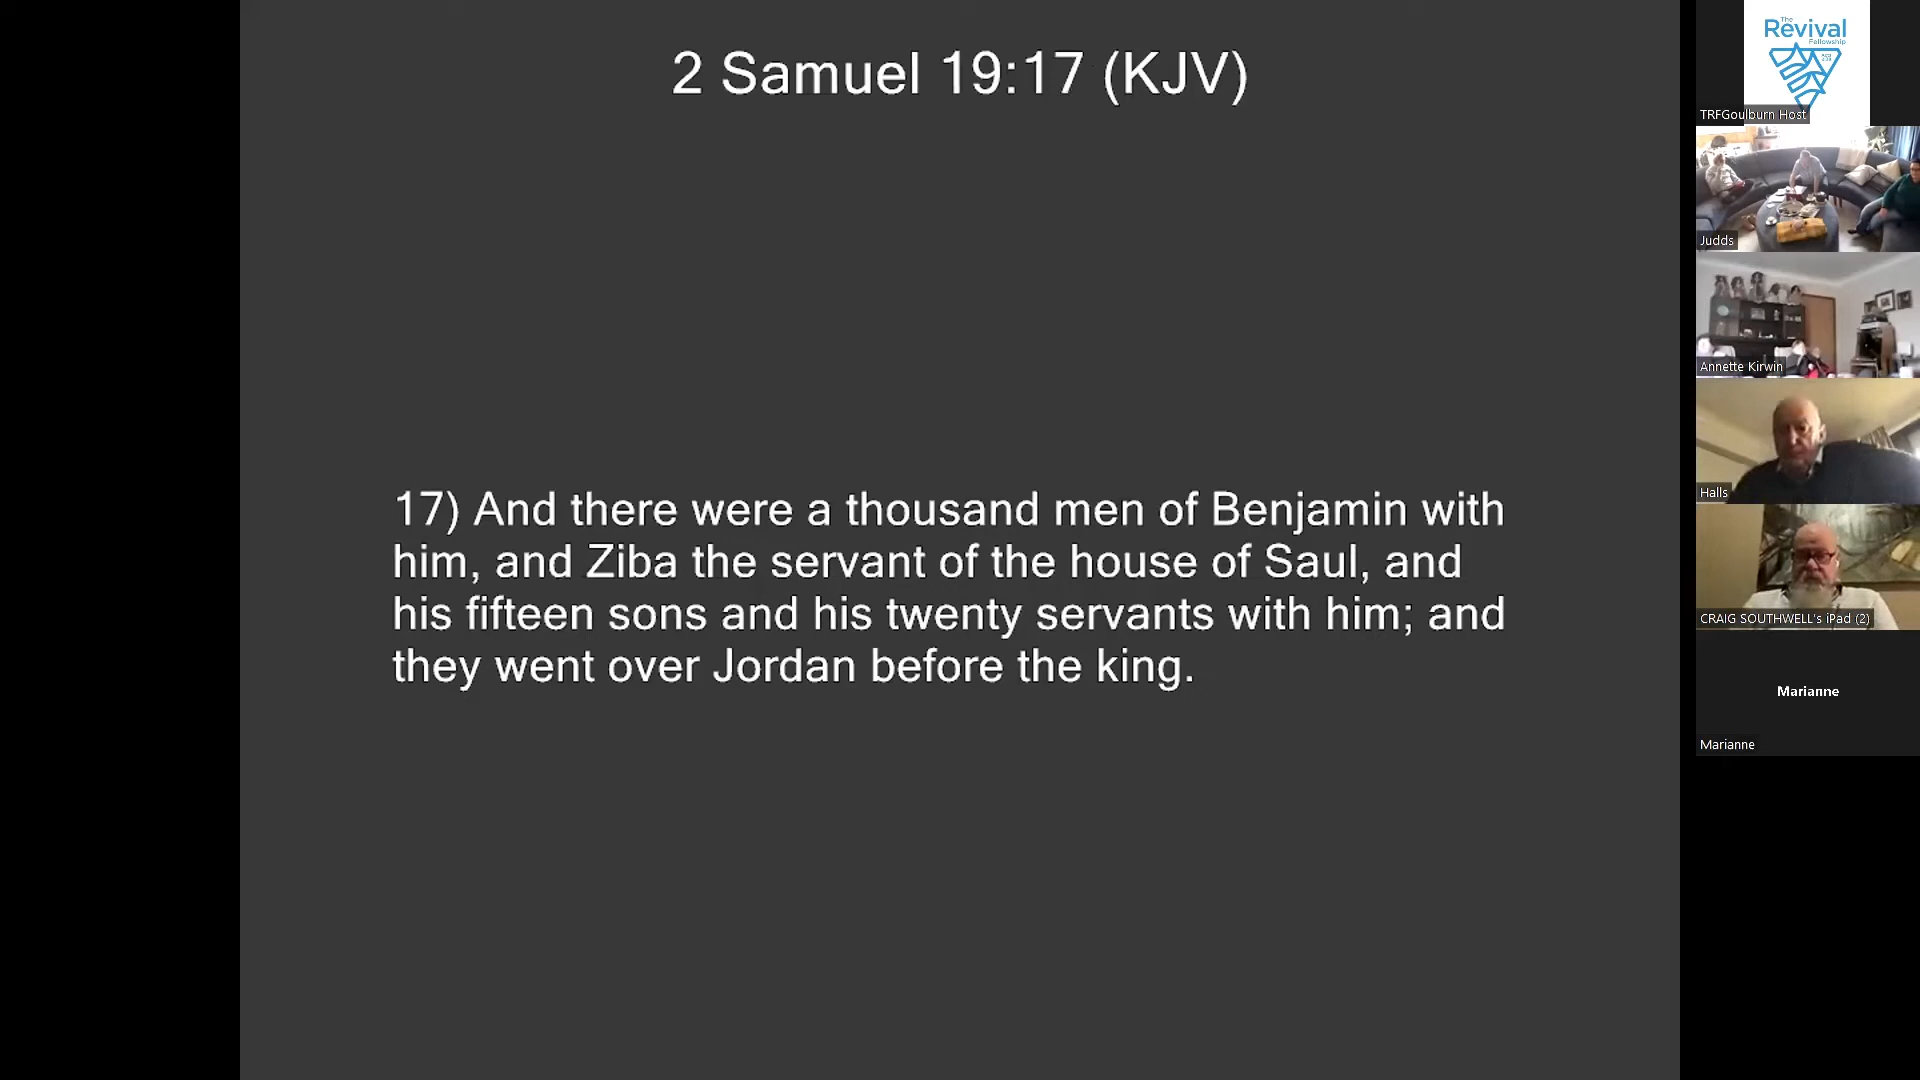 2 Samuel 19:17 (KJV)
17) And there were a thousand men of Benjamin with
him, and Ziba the servant of the house of Saul, and
his fifteen sons and his twenty servants with him; and
they went over Jordan before the king.
The
Revival
Fellowship
TRFGoulburn Host
Judds
Annette Kirwin
Halls
CRAIG SOUTHWELL's iPad (2)
Marianne
Marianne